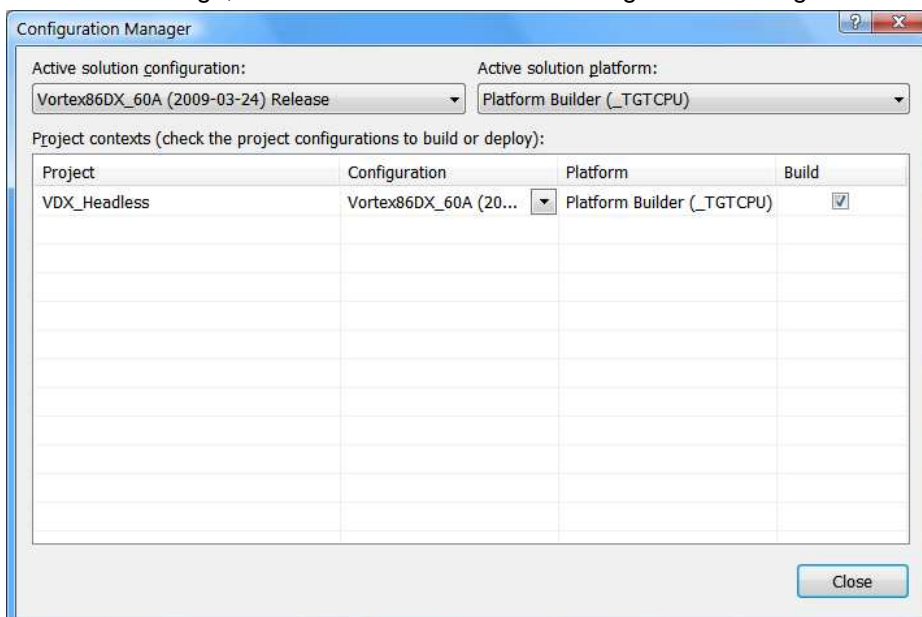 Configuration Manager
Active solution configuration: Active solution platform:
Vortex86DX_60A (2009-03-24) Release Platform Builder (_TGTCPU)
Project contexts (check the project configurations to build or deploy):
Project Configuration Platform Build
VDX_Headless Vortex86DX_60A (20... Platform Builder (_TGTCPU)
Close